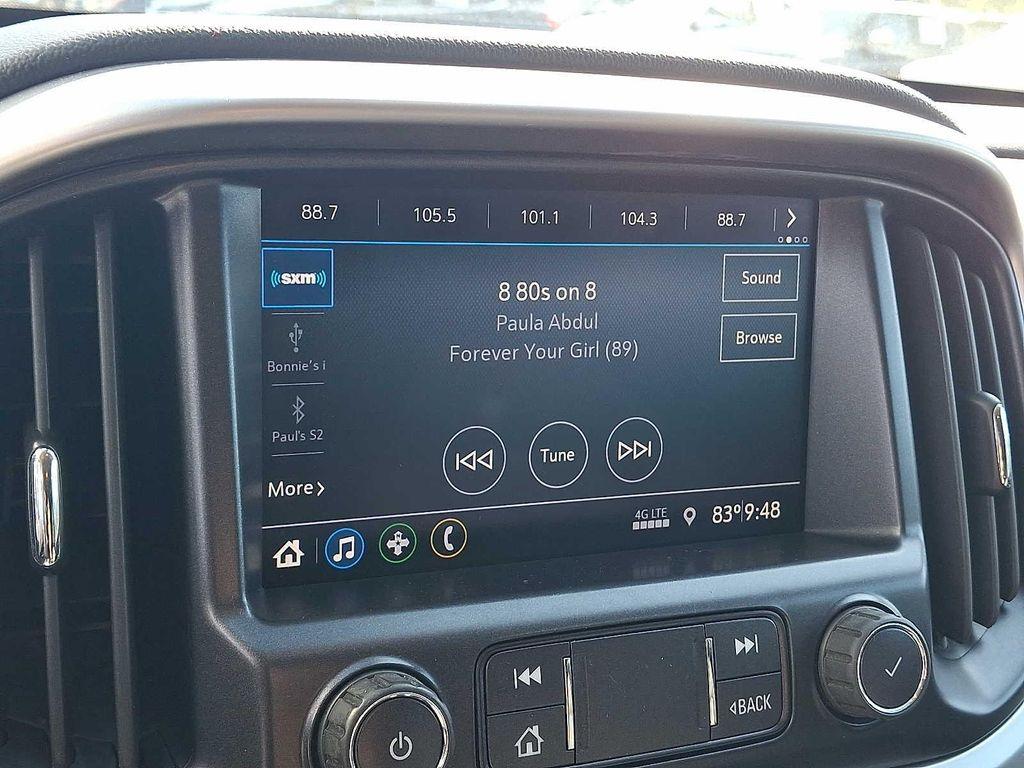 88.7 105.5 101.1 104.3 88.7
sxm
Sound
8 80s on 8
Paula Abdul
Browse
Forever Your Girl (89)
Bonnie's i
Paul's S2
Tune
More
4G LTE
83° 9:48
BACK